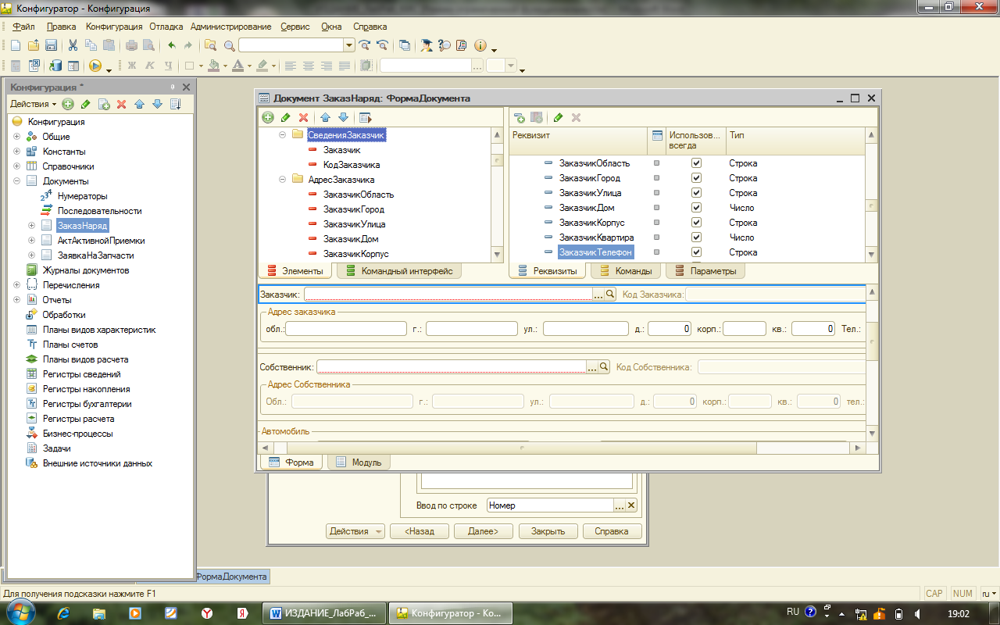 Конфигуратор - Конфигурация
Файл Правка Конфигурация Отладка Администрирование Сервис Окна Справка
Ж К Ч
Конфигурация *
Действия
Конфигурация
Общие
Константы
Справочники
Документы
Нумераторы
Последовательности
ЗаказНаряд
АктАктивнойПриемки
ЗаявкаНаЗапчасти
Журналы документов
Перечисления
Отчеты
Обработки
Планы видов характеристик
Планы счетов
Планы видов расчета
Регистры сведений
Регистры накопления
Регистры бухгалтерии
Регистры расчета
Бизнес-процессы
Задачи
Внешние источники данных
Документ ЗаказНаряд: ФормаДокумента
СведенияЗаказчик
Заказчик
КодЗаказчика
АдресЗаказчика
ЗаказчикОбласть
ЗаказчикГород
ЗаказчикУлица
ЗаказчикДом
ЗаказчикКорпус
Элементы Командный интерфейс
Реквизит Использов... всегда Тип
ЗаказчикОбласть Строка
ЗаказчикГород Строка
ЗаказчикУлица Строка
ЗаказчикДом Число
ЗаказчикКорпус Строка
ЗаказчикКвартира Число
ЗаказчикТелефон Строка
Реквизиты Команды Параметры
Заказчик: ... Код Заказчика:
Адрес заказчика
обл.: г.: ул.: д.: 0 корп.: кв.: 0 Тел.:
Собственник: ... Код Собственника:
Адрес Собственника
Обл.: г.: ул.: д.: 0 корп.: кв.: 0 тел.:
Автомобиль
Форма Модуль
Ввод по строке Номер ...
Действия <Назад Далее> Закрыть Справка
ФормаДокумента
Для получения подсказки нажмите F1 CAP NUM ru
ИЗДАНИЕ_ЛабРаб_... Конфигуратор - Ко... RU 19:02